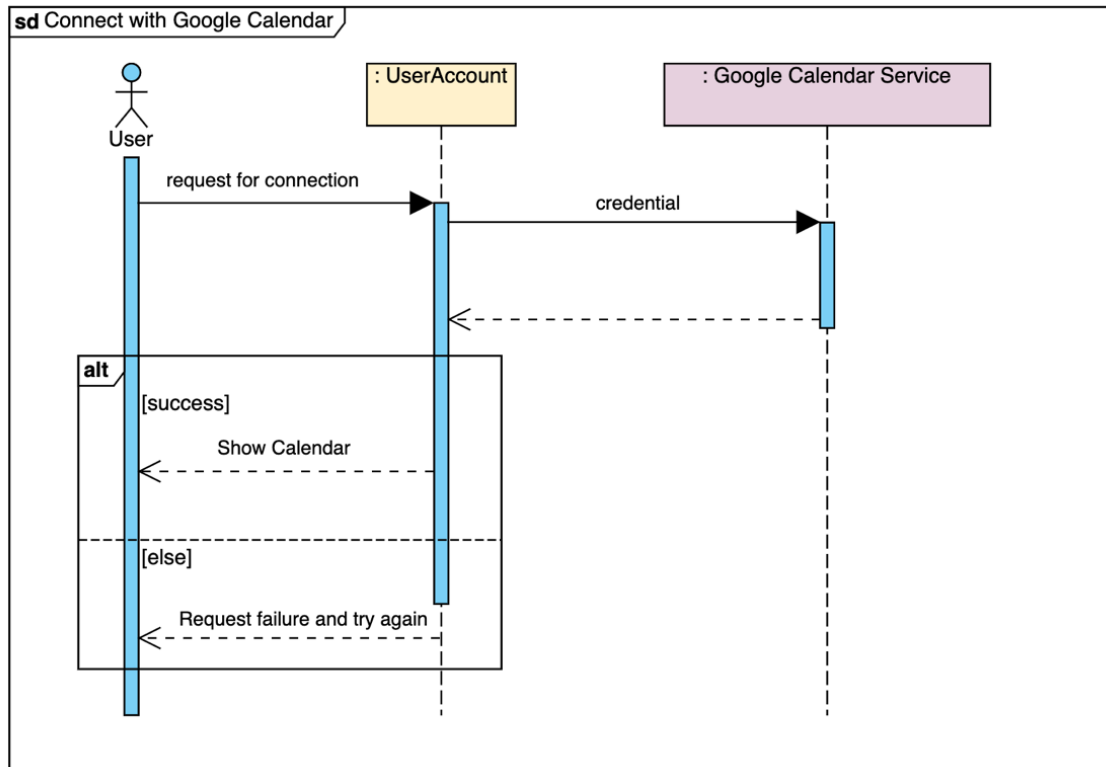 sd Connect with Google Calendar
: UserAccount
: Google Calendar Service
User
request for connection
credential
alt
[success]
Show Calendar
[else]
Request failure and try again